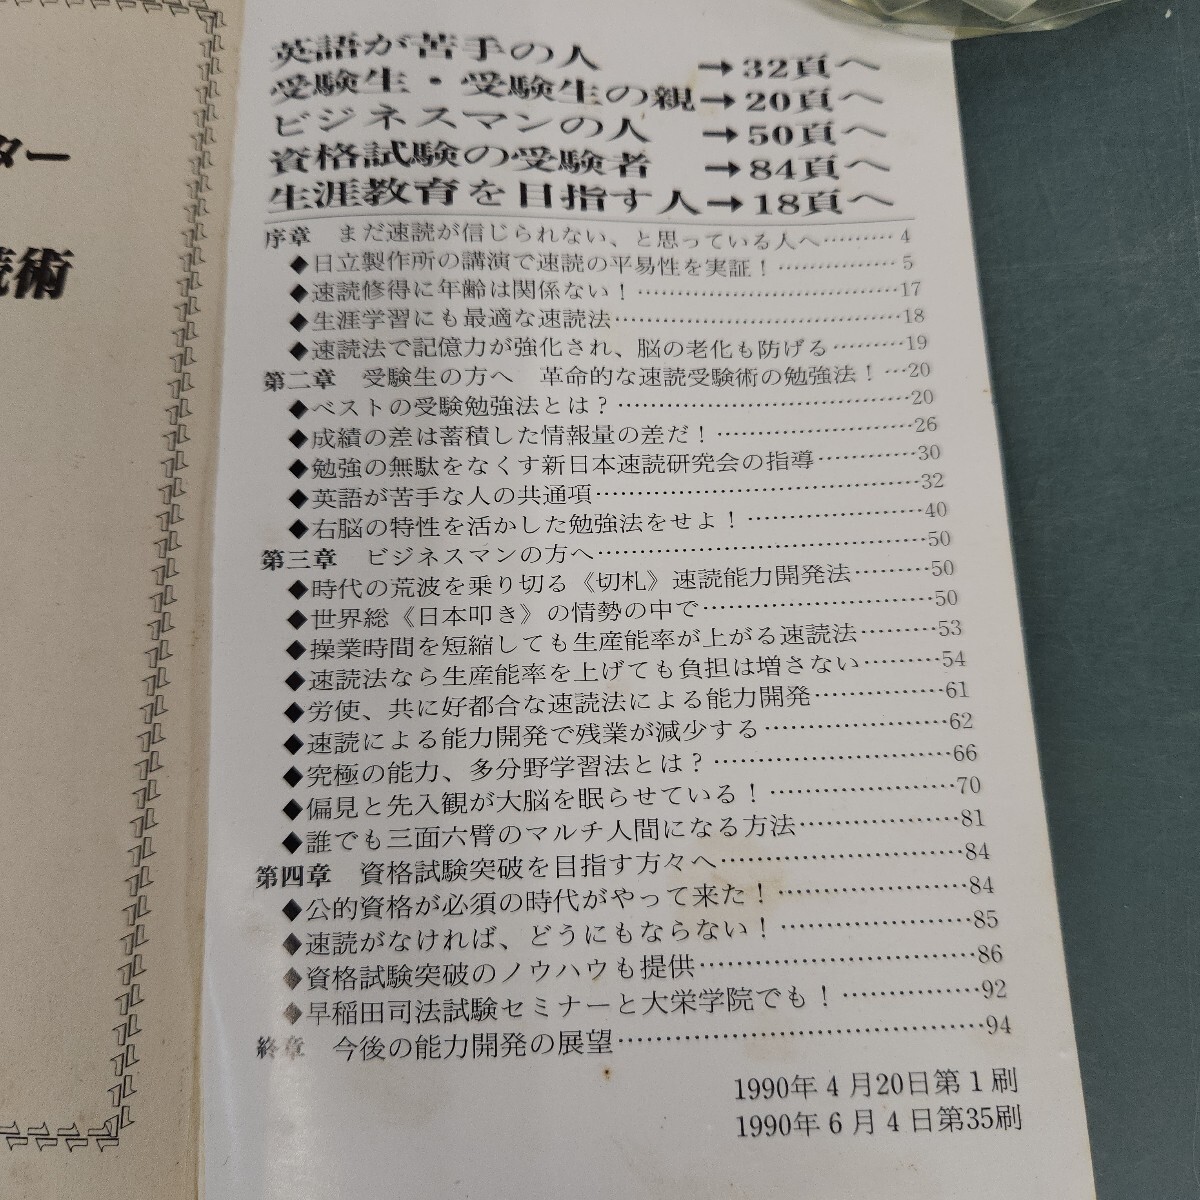 ター
術
英語が苦手の人→32頁へ
受験生・受験生の親→20頁へ
ビジネスマンの人→50頁へ
資格試験の受験者→84頁へ
生涯教育を目指す人→18頁へ
序章 まだ速読が信じられない、と思っている人へ………4
◆日立製作所の講演で速読の平易性を実証！……………5
◆速読修得に年齢は関係ない！……………………………17
◆生涯学習にも最適な速読法………………………………18
◆速読法で記憶力が強化され、脳の老化も防げる………19
第二章 受験生の方へ 革命的な速読受験術の勉強法！…20
◆ベストの受験勉強法とは？………………………………20
◆成績の差は蓄積した情報量の差だ！……………………26
◆勉強の無駄をなくす新日本速読研究会の指導…………30
◆英語が苦手な人の共通項…………………………………32
◆右脳の特性を活かした勉強法をせよ！…………………40
第三章 ビジネスマンの方へ…………………………………50
◆時代の荒波を乗り切る《切札》速読能力開発法………50
◆世界総《日本叩き》の情勢の中で………………………50
◆操業時間を短縮しても生産能率が上がる速読法………53
◆速読法なら生産能率を上げても負担は増さない………54
◆労使、共に好都合な速読法による能力開発……………61
◆速読による能力開発で残業が減少する…………………62
◆究極の能力、多分野学習法とは？………………………66
◆偏見と先入観が大脳を眠らせている！…………………70
◆誰でも三面六臂のマルチ人間になる方法………………81
第四章 資格試験突破を目指す方々へ………………………84
◆公的資格が必須の時代がやって来た！…………………84
◆速読がなければ、どうにもならない！…………………85
◆資格試験突破のノウハウも提供…………………………86
◆早稲田司法試験セミナーと大栄学院でも！……………92
終章 今後の能力開発の展望…………………………………94
1990年4月20日第1刷
1990年6月4日第35刷